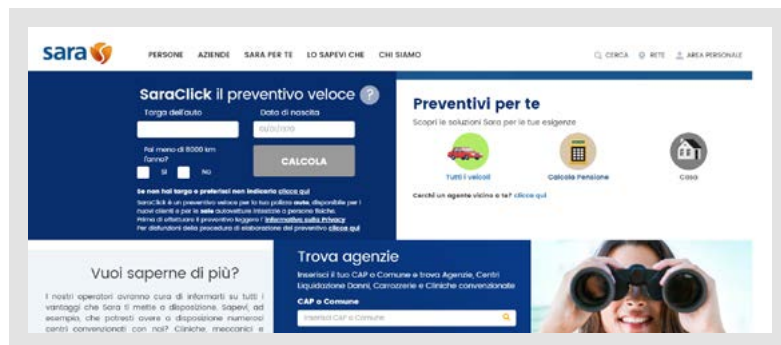 sara
PERSONE AZIENDE SARA PER TE LO SAPEVI CHE CHI SIAMO
CERCA RETE AREA PERSONALE
SaraClick il preventivo veloce ?
Targa dell'auto Data di nascita
Fai meno di 8000 km
l'anno?
SI No
CALCOLA
Se non hai targa o preferisci non indicarla clicca qui
SaraClick è un preventivo veloce per la tua polizza auto, disponibile per i
nuovi clienti e per le sole autovetture intestate a persone fisiche.
Prima di effettuare il preventivo leggere l' informativa sulla Privacy
Per disfunzioni della procedura di elaborazione del preventivo clicca qui
Preventivi per te
Scopri le soluzioni Sara per le tue esigenze
Tutti i veicoli Calcola Pensione Casa
Cerchi un agente vicino a te? clicca qui
Vuoi saperne di più?
I nostri operatori avranno cura di informarti su tutti i
vantaggi che Sara ti mette a disposizione. Sapevi, ad
esempio, che potresti avere a disposizione numerosi
centri convenzionati con noi? Cliniche, meccanici e
Trova agenzie
Inserisci il tuo CAP o Comune e trova Agenzie, Centri
Liquidazione Danni, Carrozzerie e Cliniche convenzionate
CAP o Comune
Inserisci CAP o Comune